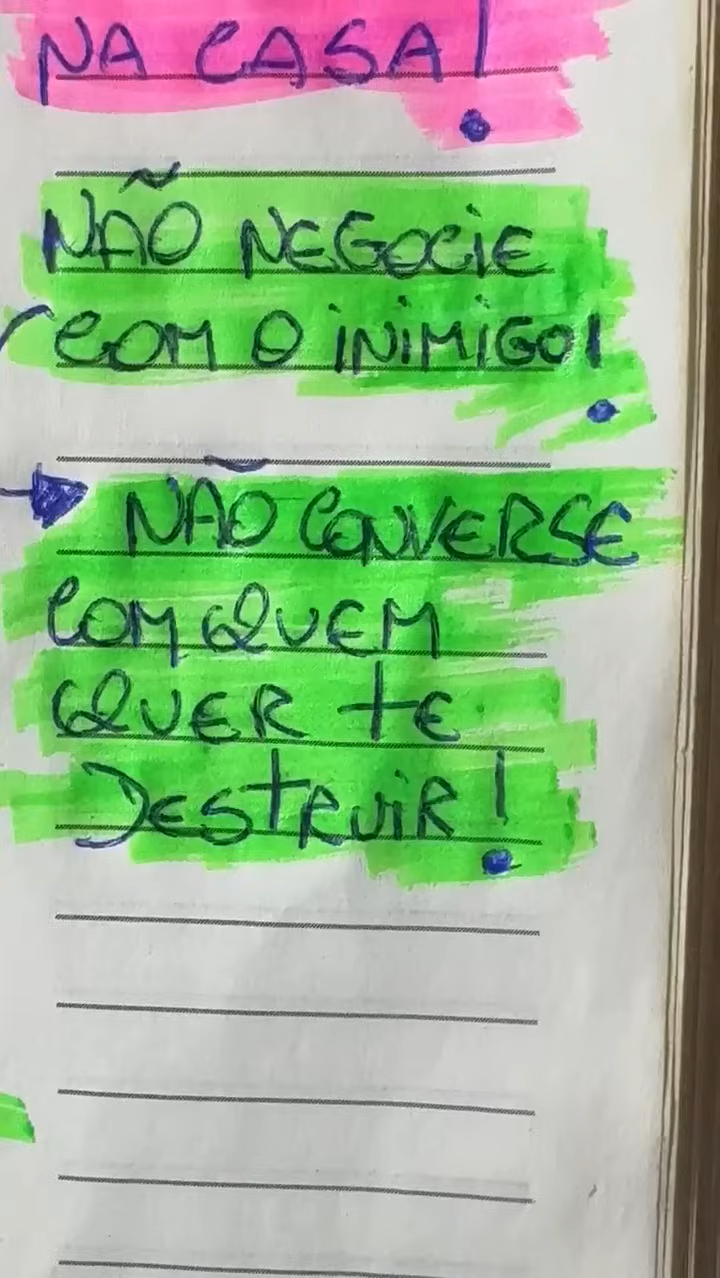 NA CASA!
NÃO NEGOCIE
COM O INIMIGO!
NÃO CONVERSE
COM QUEM
QUER TE
DESTRUIR!